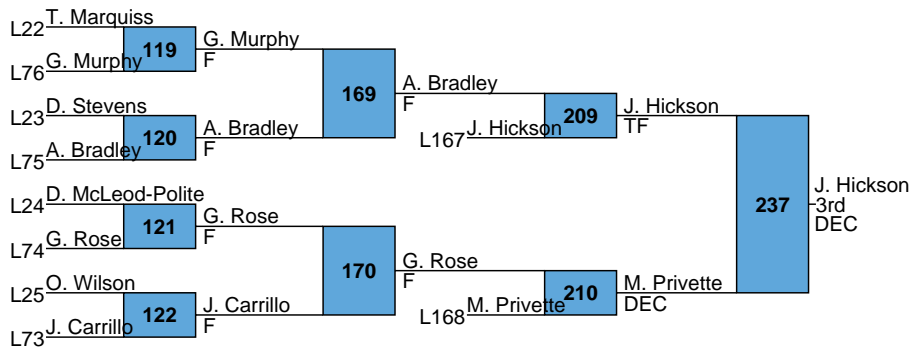 T. Marquiss
L22
119
G. Murphy
F
L76
G. Murphy
169
A. Bradley
F
D. Stevens
L23
120
A. Bradley
F
L75
A. Bradley
L167
J. Hickson
209
J. Hickson
TF
D. McLeod-Polite
L24
121
G. Rose
F
L74
G. Rose
237
J. Hickson
3rd
DEC
170
G. Rose
F
O. Wilson
L25
122
J. Carrillo
F
L73
J. Carrillo
L168
M. Privette
210
M. Privette
DEC